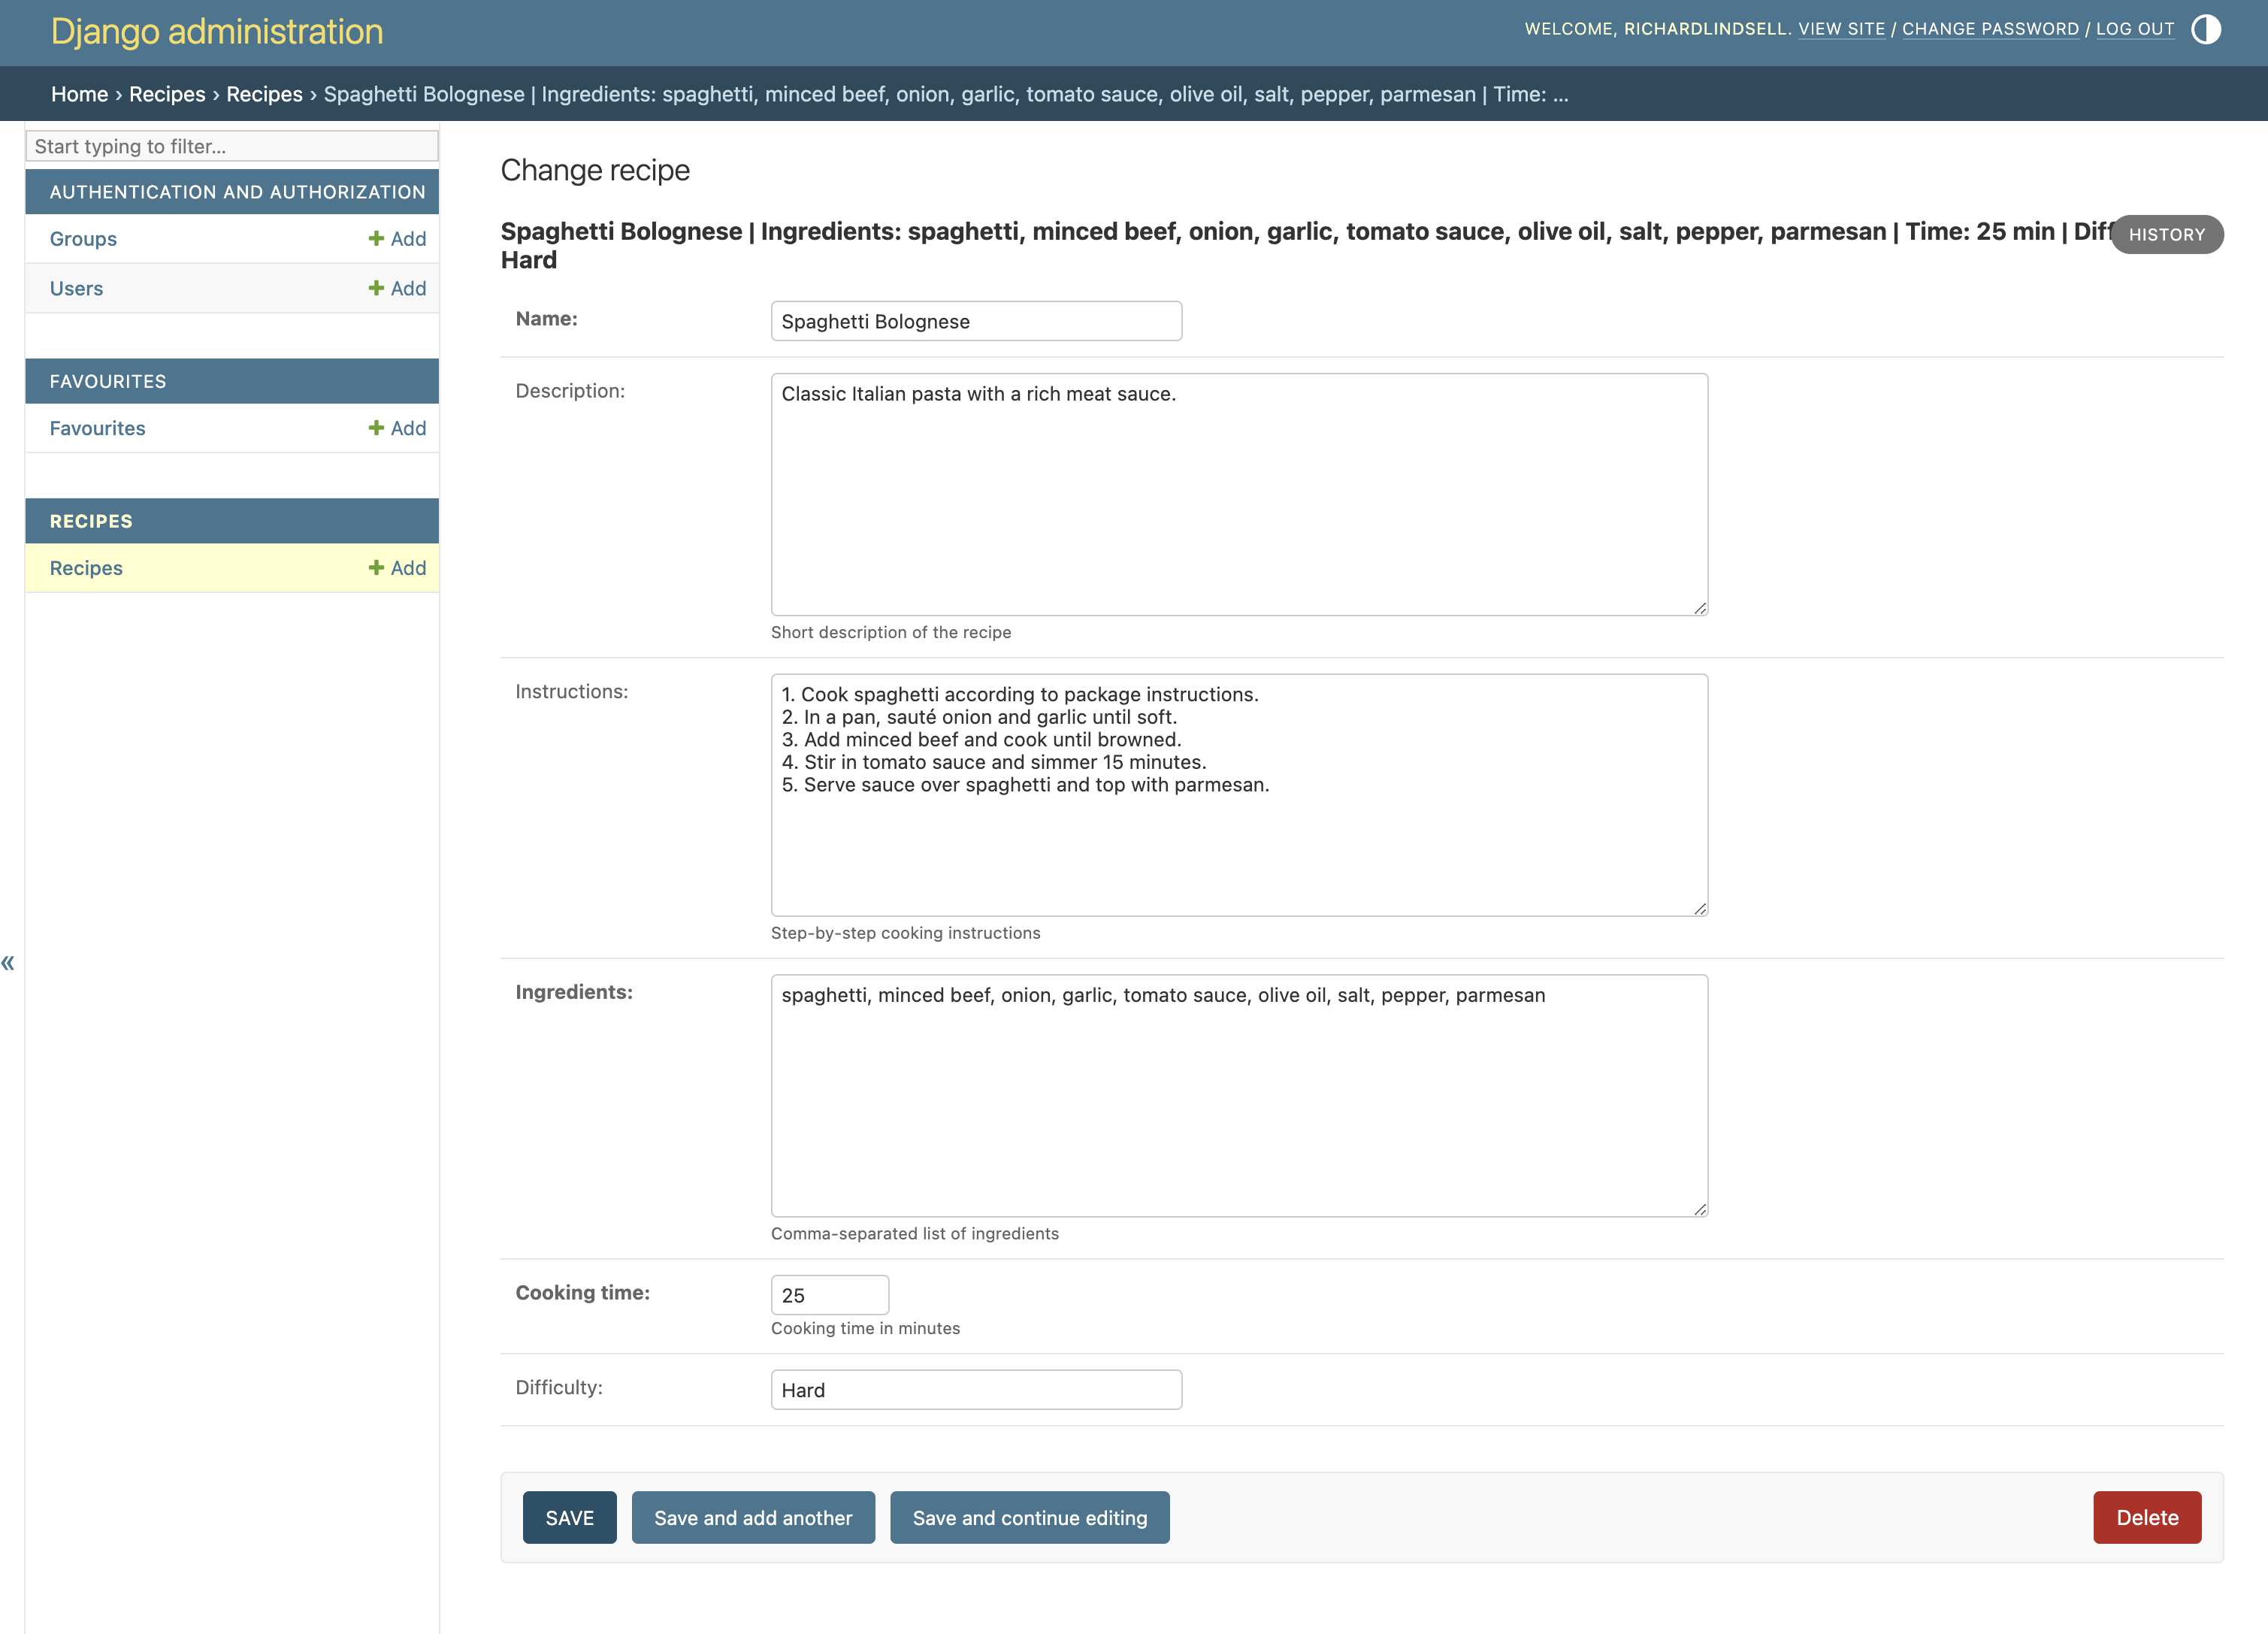 Django administration
WELCOME, RICHARDLINDSELL. VIEW SITE / CHANGE PASSWORD / LOG OUT
Home › Recipes › Recipes › Spaghetti Bolognese | Ingredients: spaghetti, minced beef, onion, garlic, tomato sauce, olive oil, salt, pepper, parmesan | Time: ...
Start typing to filter...
AUTHENTICATION AND AUTHORIZATION
Groups + Add
Users + Add
FAVOURITES
Favourites + Add
RECIPES
Recipes + Add
«
Change recipe
Spaghetti Bolognese | Ingredients: spaghetti, minced beef, onion, garlic, tomato sauce, olive oil, salt, pepper, parmesan | Time: 25 min |
HISTORY
Hard
Name:
Spaghetti Bolognese
Description:
Classic Italian pasta with a rich meat sauce.
Short description of the recipe
Instructions:
1. Cook spaghetti according to package instructions.
2. In a pan, sauté onion and garlic until soft.
3. Add minced beef and cook until browned.
4. Stir in tomato sauce and simmer 15 minutes.
5. Serve sauce over spaghetti and top with parmesan.
Step-by-step cooking instructions
Ingredients:
spaghetti, minced beef, onion, garlic, tomato sauce, olive oil, salt, pepper, parmesan
Comma-separated list of ingredients
Cooking time:
25
Cooking time in minutes
Difficulty:
Hard
SAVE
Save and add another
Save and continue editing
Delete